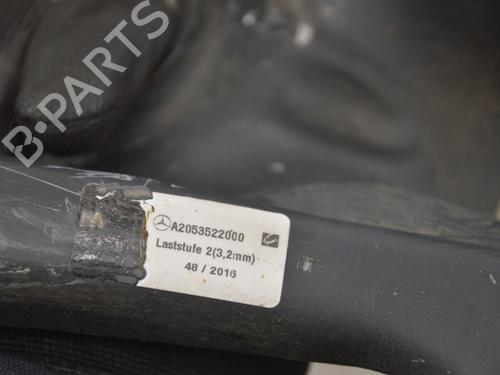 B-PARTS
A2053522000
Laststufe 2(3,2mm)
48 / 2016